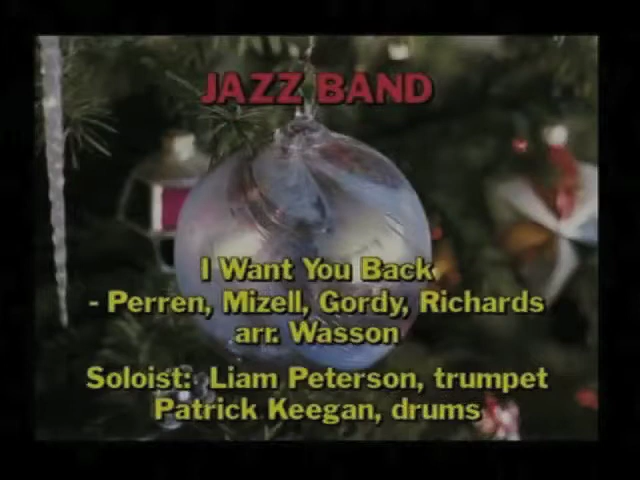 JAZZ BAND
I Want You Back
- Perren, Mizell, Gordy, Richards
arr. Wasson
Soloist: Liam Peterson, trumpet
Patrick Keegan, drums